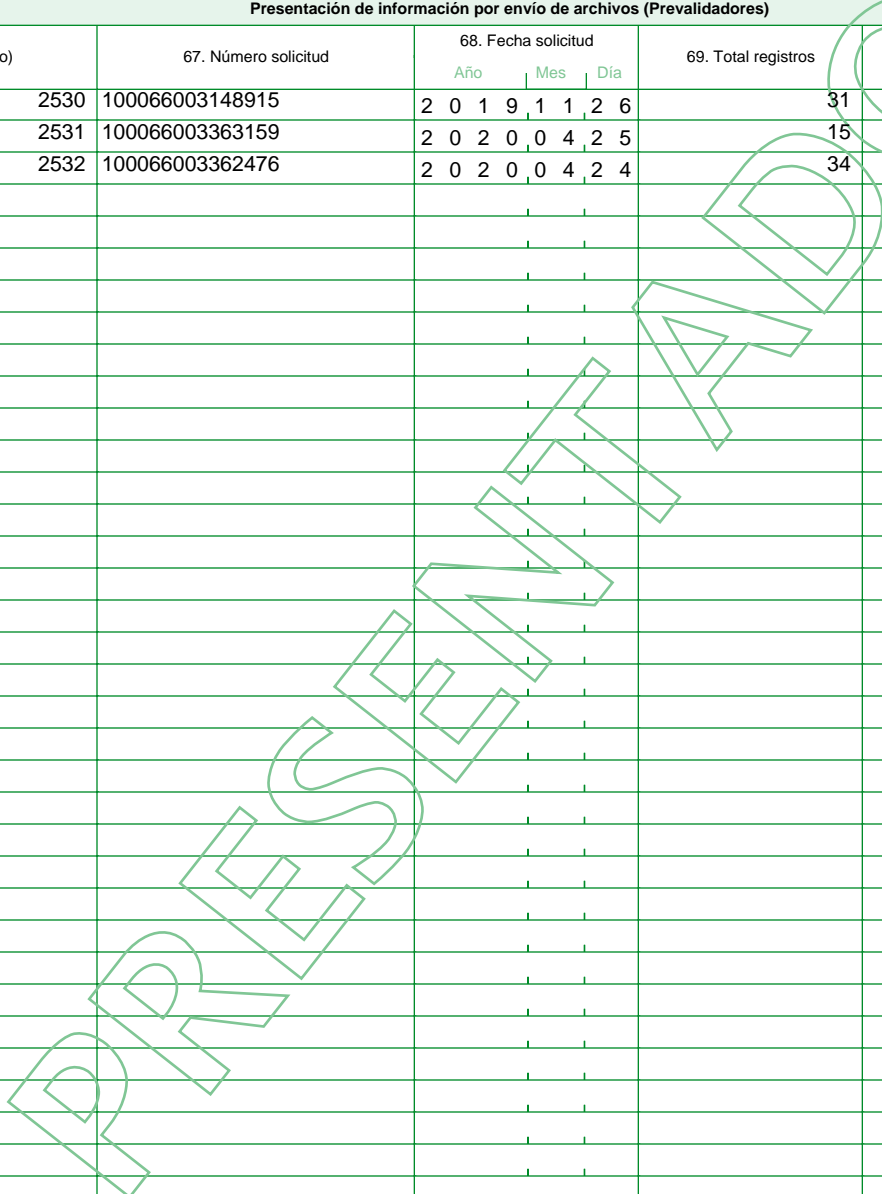 Presentación de información por envío de archivos (Prevalidadores)
o) 67. Número solicitud 68. Fecha solicitud 69. Total registros
Año Mes Día
2530 100066003148915 2 0 1 9 1 1 2 6 31
2531 100066003363159 2 0 2 0 0 4 2 5 15
2532 100066003362476 2 0 2 0 0 4 2 4 34
PRESENTADO